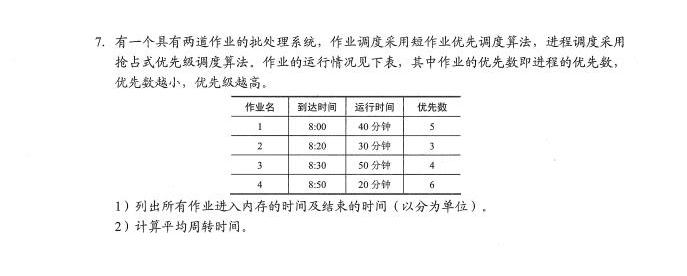 7. 有一个具有两道作业的批处理系统，作业调度采用短作业优先调度算法，进程调度采用
抢占式优先级调度算法。作业的运行情况见下表，其中作业的优先数即进程的优先数，
优先数越小，优先级越高。
作业名 到达时间 运行时间 优先数
1 8:00 40 分钟 5
2 8:20 30 分钟 3
3 8:30 50 分钟 4
4 8:50 20 分钟 6
1）列出所有作业进入内存的时间及结束的时间（以分为单位）。
2）计算平均周转时间。